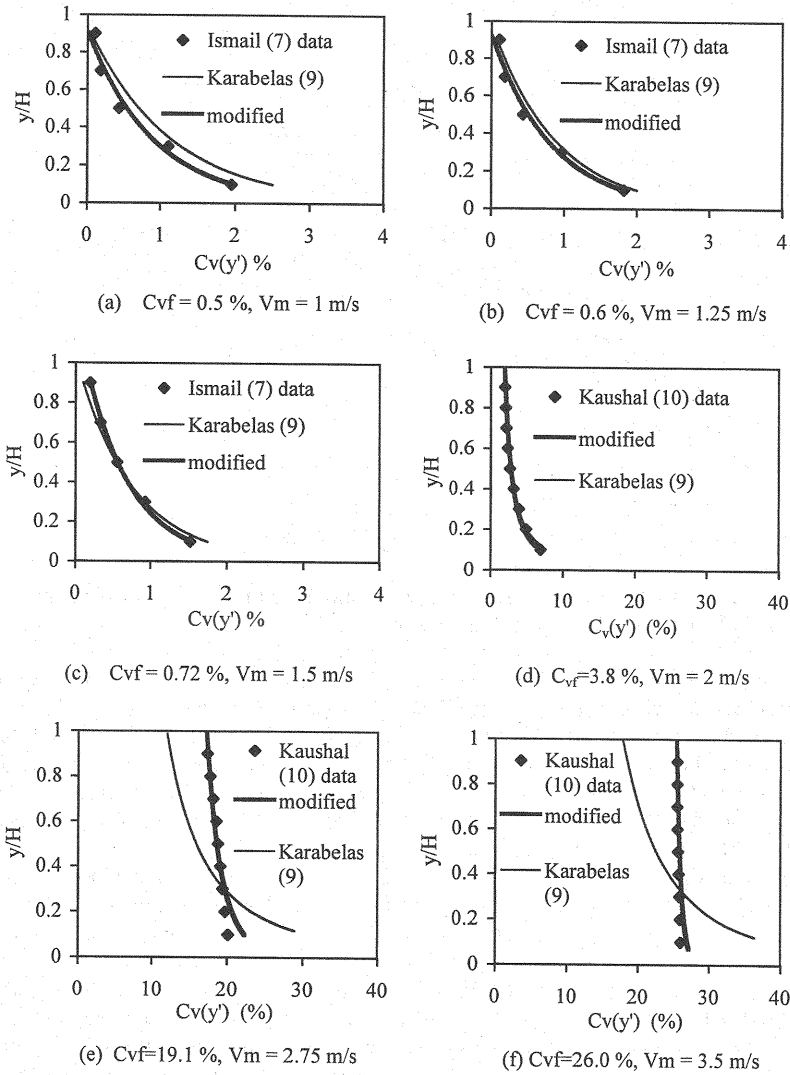 1
0.8
0.6
0.4
0.2
0
y/H
Ismail (7) data
Karabelas (9)
modified
0 1 2 3 4
Cv(y') %
(a) Cvf = 0.5 %, Vm = 1 m/s
1
0.8
0.6
0.4
0.2
0
y/H
Ismail (7) data
Karabelas (9)
modified
0 1 2 3 4
Cv(y') %
(b) Cvf = 0.6 %, Vm = 1.25 m/s
1
0.8
0.6
0.4
0.2
0
y/H
Ismail (7) data
Karabelas (9)
modified
0 1 2 3 4
Cv(y') %
(c) Cvf = 0.72 %, Vm = 1.5 m/s
1
0.8
0.6
0.4
0.2
0
y/H
Kaushal (10) data
modified
Karabelas (9)
0 10 20 30 40
Cv(y') (%)
(d) Cvf=3.8 %, Vm = 2 m/s
1
0.8
0.6
0.4
0.2
0
y/H
Kaushal
(10) data
modified
Karabelas
(9)
0 10 20 30 40
Cv(y') (%)
(e) Cvf=19.1 %, Vm = 2.75 m/s
1
0.8
0.6
0.4
0.2
0
y/H
Kaushal
(10) data
modified
Karabelas
(9)
0 10 20 30 40
Cv(y') (%)
(f) Cvf=26.0 %, Vm = 3.5 m/s